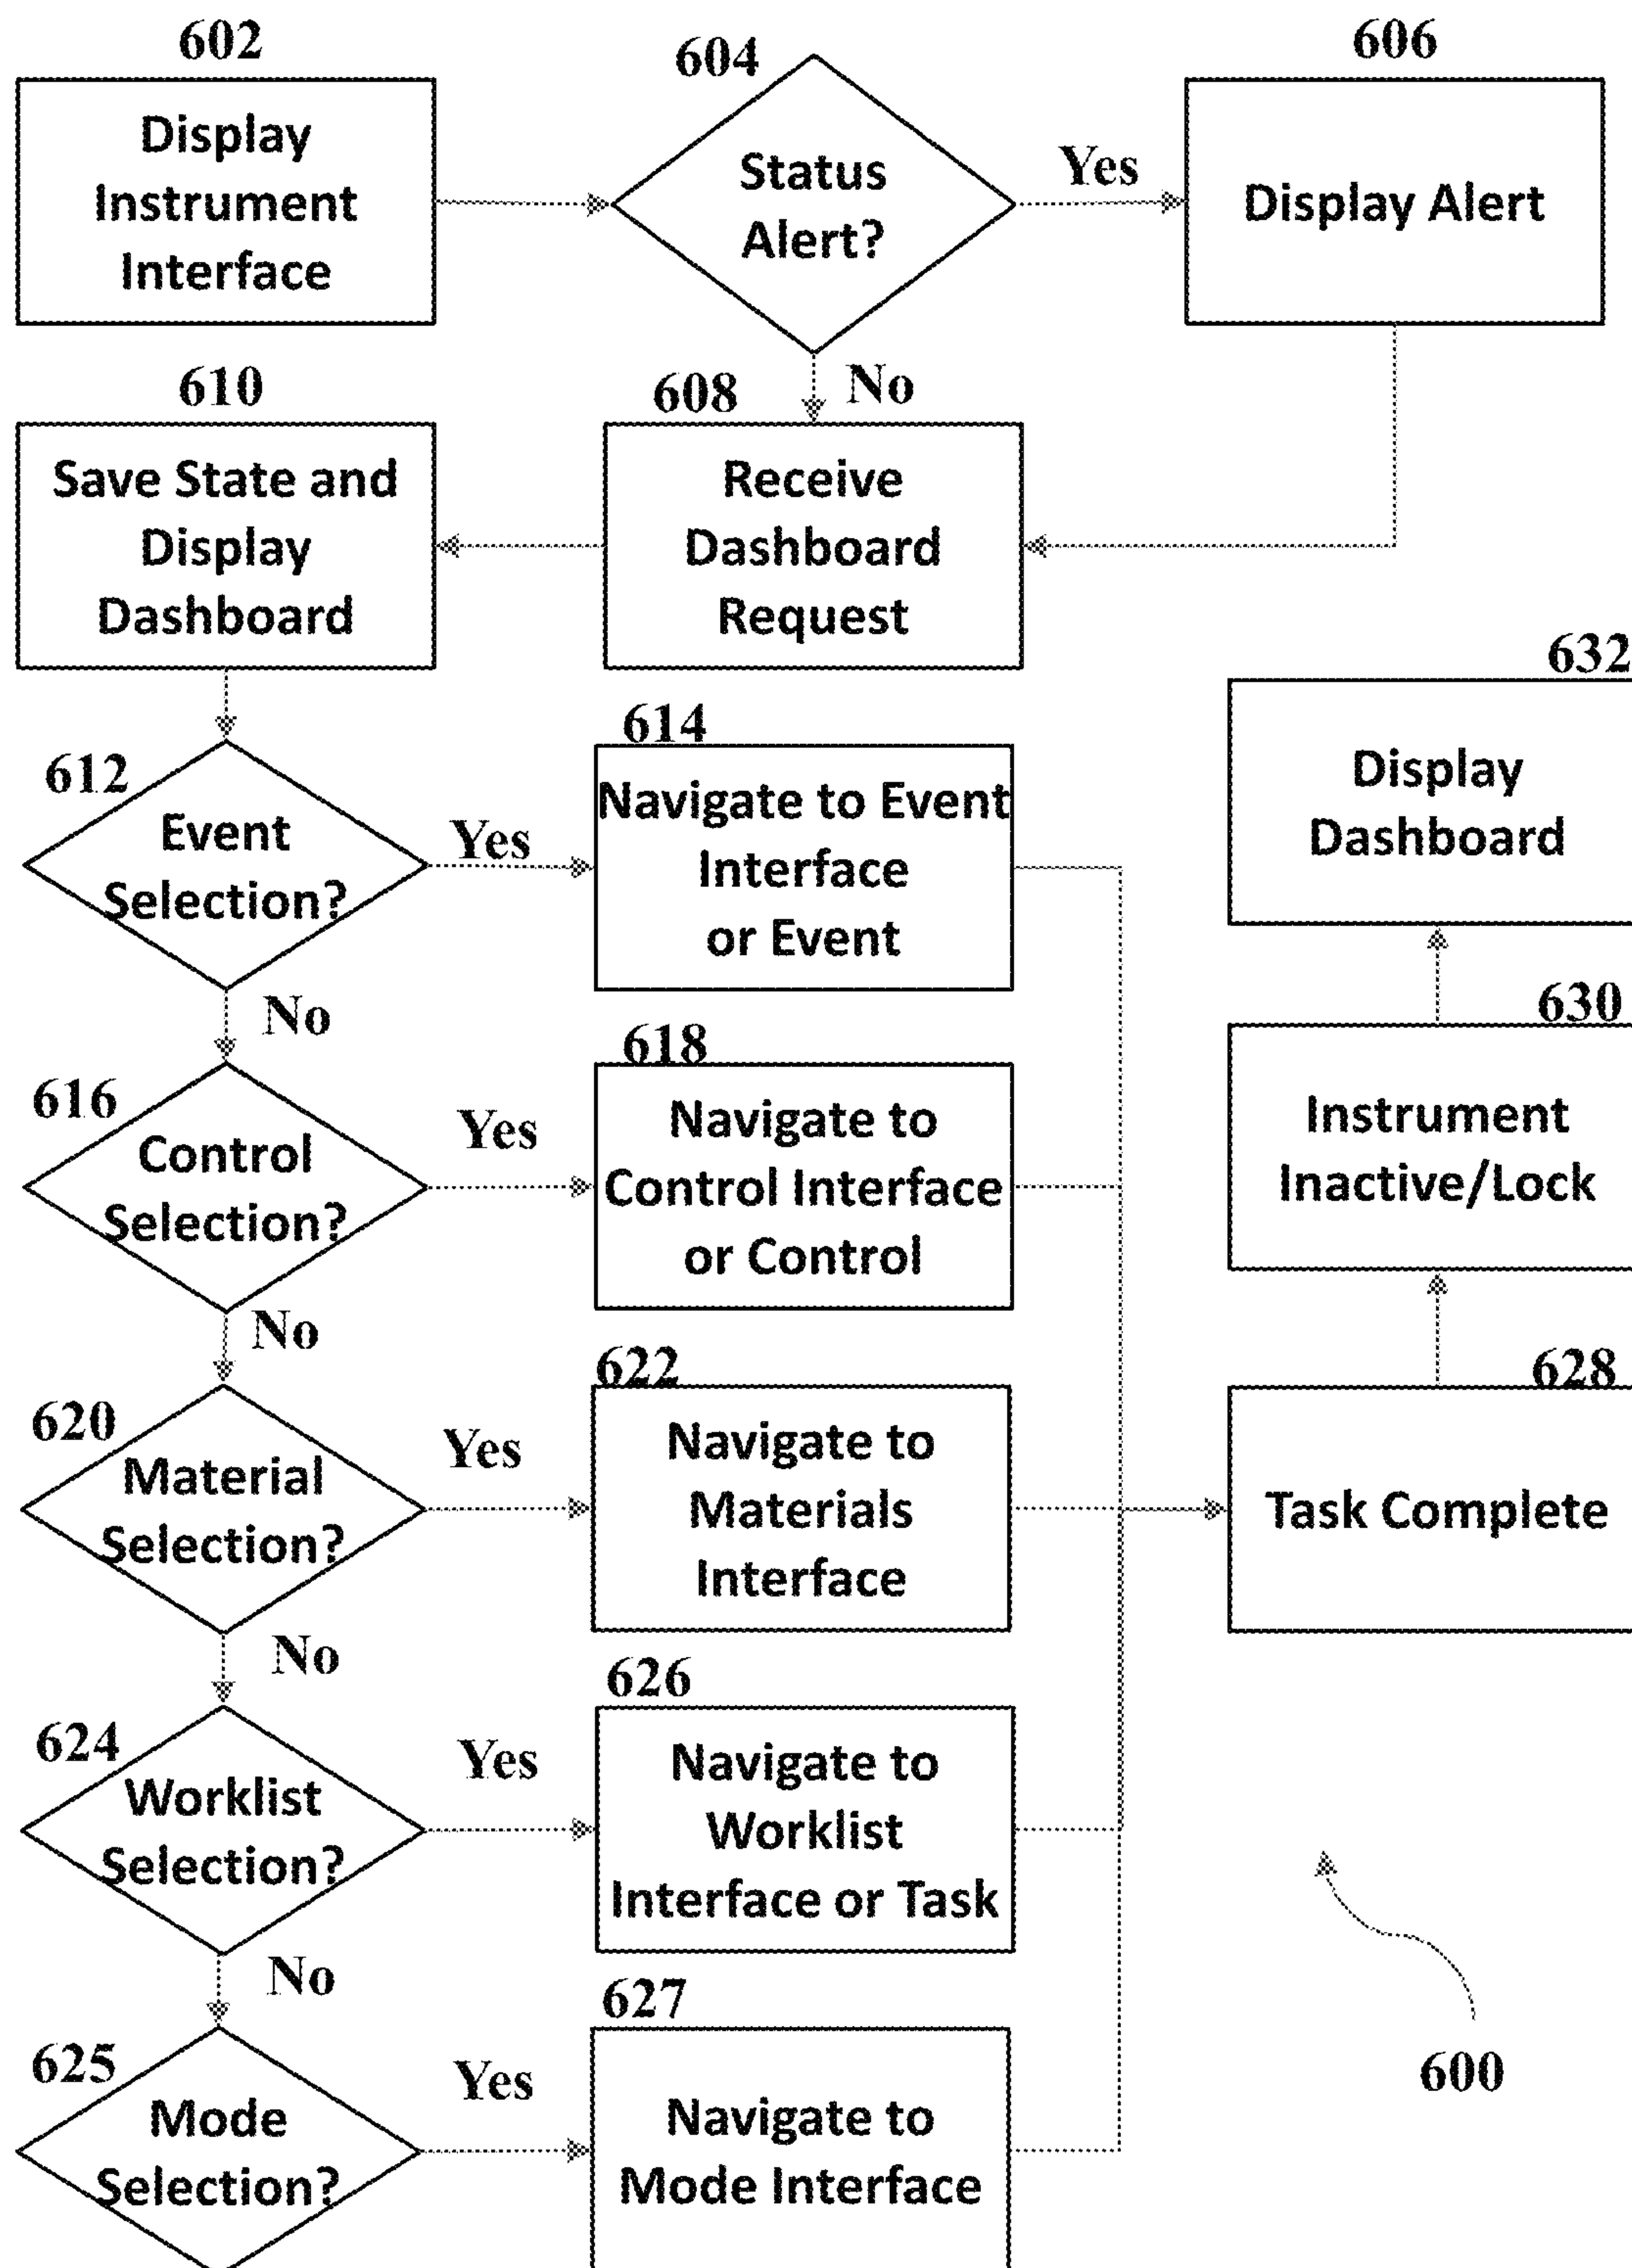 602
Display
Instrument
Interface
604
Status
Alert?
Yes
606
Display Alert
No
610
Save State and
Display
Dashboard
608
Receive
Dashboard
Request
612
Event
Selection?
Yes
614
Navigate to Event
Interface
or Event
No
616
Control
Selection?
Yes
618
Navigate to
Control Interface
or Control
No
620
Material
Selection?
Yes
622
Navigate to
Materials
Interface
No
624
Worklist
Selection?
Yes
626
Navigate to
Worklist
Interface or Task
No
625
Mode
Selection?
Yes
627
Navigate to
Mode Interface
628
Task Complete
630
Instrument
Inactive/Lock
632
Display
Dashboard
600